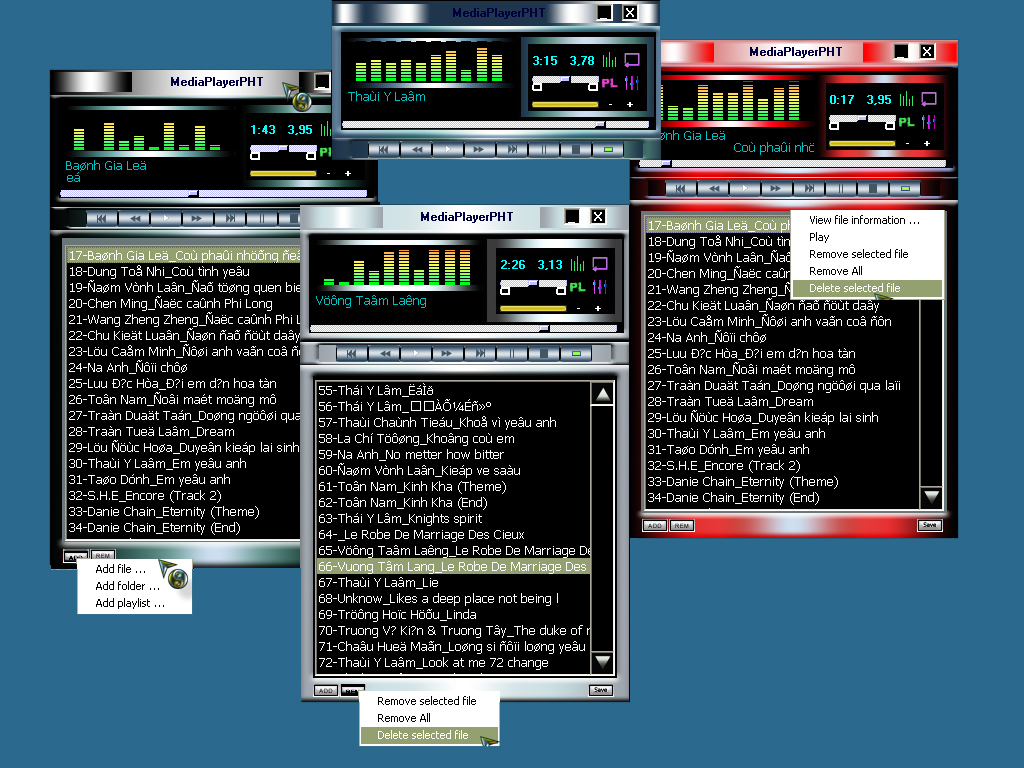 MediaPlayerPHT
3:15 3,78
PL
Thaùi Y Laâm
- +
MediaPlayerPHT
1:43 3,95
PL
Baønh Gia Leä
eá
- +
17-Baønh Gia Leä_Coù phaûi nhöõng ñeâ
18-Dung Toå Nhi_Coù tình yeâu
19-Ñaøm Vònh Laân_Ñaõ töøng quen bie
20-Chen Ming_Ñaëc caûnh Phi Long
21-Wang Zheng Zheng_Ñaëc caûnh Phi L
22-Chu Kieät Luaân_Ñaøn ñaõ ñöùt daây
23-Löu Caåm Minh_Ñôøi anh vaãn coâ ñ
24-Na Anh_Ñôïi chôø
25-Luu Đ?c Hòa_Đ?i em d?n hoa tàn
26-Toân Nam_Ñoâi maét moäng mô
27-Traàn Duaät Taán_Doøng ngöôøi qua
28-Traàn Tueä Laâm_Dream
29-Löu Ñöùc Hoøa_Duyeân kieáp lai sinh
30-Thaùi Y Laâm_Em yeâu anh
31-Taøo Dónh_Em yeâu anh
32-S.H.E_Encore (Track 2)
33-Danie Chain_Eternity (Theme)
34-Danie Chain_Eternity (End)
ADD REM
Add file ...
Add folder ...
Add playlist ...
MediaPlayerPHT
2:26 3,13
PL
Vöông Taâm Laêng
- +
55-Thái Y Lâm_ËáÎð
56-Thái Y Lâm_□□ÀÕ¼Éñ»º
57-Thaùi Chaùnh Tieáu_Khoå vì yeâu anh
58-La Chí Töôøng_Khoâng coù em
59-Na Anh_No metter how bitter
60-Ñaøm Vònh Laân_Kieáp ve saàu
61-Toân Nam_Kinh Kha (Theme)
62-Toân Nam_Kinh Kha (End)
63-Thái Y Lâm_Knights spirit
64-_Le Robe De Marriage Des Cieux
65-Vöông Taâm Laêng_Le Robe De Marriage De
66-Vuong Tâm Lang_Le Robe De Marriage Des
67-Thaùi Y Laâm_Lie
68-Unknow_Likes a deep place not being l
69-Tröông Hoïc Höõu_Linda
70-Truong V? Ki?n & Truong Tây_The duke of r
71-Chaâu Hueä Maãn_Loøng si ñôïi loøng yeâu
72-Thaùi Y Laâm_Look at me 72 change
ADD REM Save
Remove selected file
Remove All
Delete selected file
MediaPlayerPHT
0:17 3,95
PL
ønh Gia Leä
Coù phaûi nhö
- +
17-Baønh Gia Leä_Coù p
18-Dung Toå Nhi_Coù tì
19-Ñaøm Vònh Laân_Ña
20-Chen Ming_Ñaëc ca
21-Wang Zheng Zheng
22-Chu Kieät Luaân_Ñaøn ñaõ ñöùt daây
23-Löu Caåm Minh_Ñôøi anh vaãn coâ ñôn
24-Na Anh_Ñôïi chôø
25-Luu Đ?c Hòa_Đ?i em d?n hoa tàn
26-Toân Nam_Ñoâi maét moäng mô
27-Traàn Duaät Taán_Doøng ngöôøi qua laïi
28-Traàn Tueä Laâm_Dream
29-Löu Ñöùc Hoøa_Duyeân kieáp lai sinh
30-Thaùi Y Laâm_Em yeâu anh
31-Taøo Dónh_Em yeâu anh
32-S.H.E_Encore (Track 2)
33-Danie Chain_Eternity (Theme)
34-Danie Chain_Eternity (End)
ADD REM Save
View file information ...
Play
Remove selected file
Remove All
Delete selected file